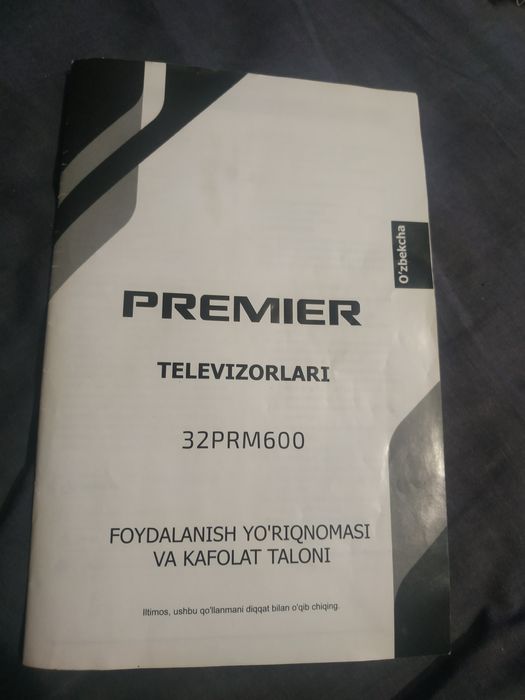 O'zbekcha
PREMIER
TELEVIZORLARI
32PRM600
FOYDALANISH YO'RIQNOMASI
VA KAFOLAT TALONI
Iltimos, ushbu qo'llanmani diqqat bilan o'qib chiqing.